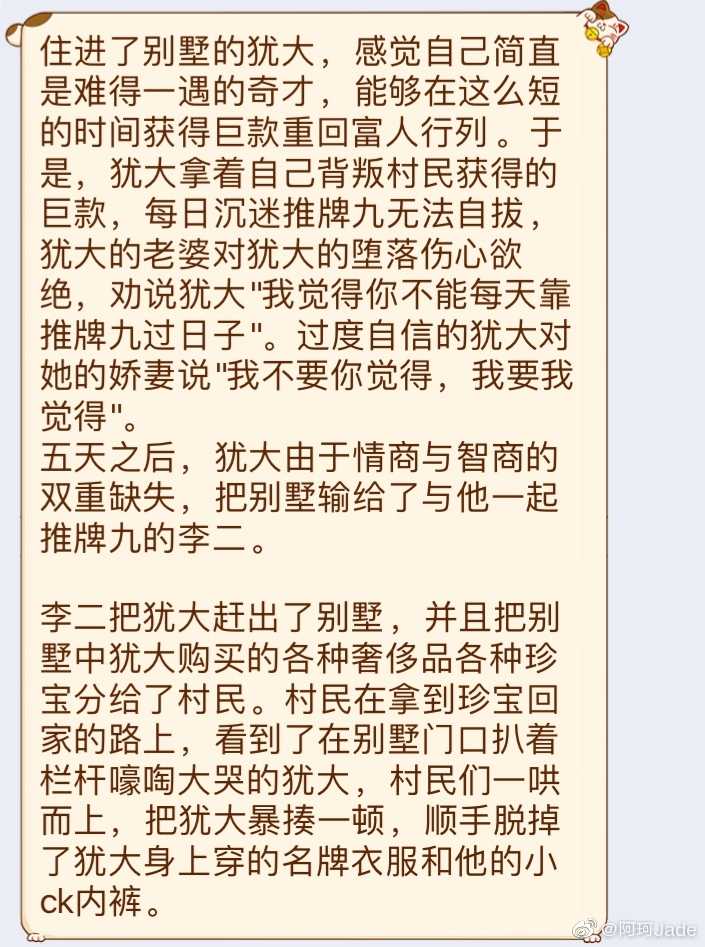 住进了别墅的犹大，感觉自己简直
是难得一遇的奇才，能够在这么短
的时间获得巨款重回富人行列。于
是，犹大拿着自己背叛村民获得的
巨款，每日沉迷推牌九无法自拔，
犹大的老婆对犹大的堕落伤心欲
绝，劝说犹大"我觉得你不能每天靠
推牌九过日子"。过度自信的犹大对
她的娇妻说"我不要你觉得，我要我
觉得"。
五天之后，犹大由于情商与智商的
双重缺失，把别墅输给了与他一起
推牌九的李二。
李二把犹大赶出了别墅，并且把别
墅中犹大购买的各种奢侈品各种珍
宝分给了村民。村民在拿到珍宝回
家的路上，看到了在别墅门口扒着
栏杆嚎啕大哭的犹大，村民们一哄
而上，把犹大暴揍一顿，顺手脱掉
了犹大身上穿的名牌衣服和他的小
ck内裤。
@阿珂Jade